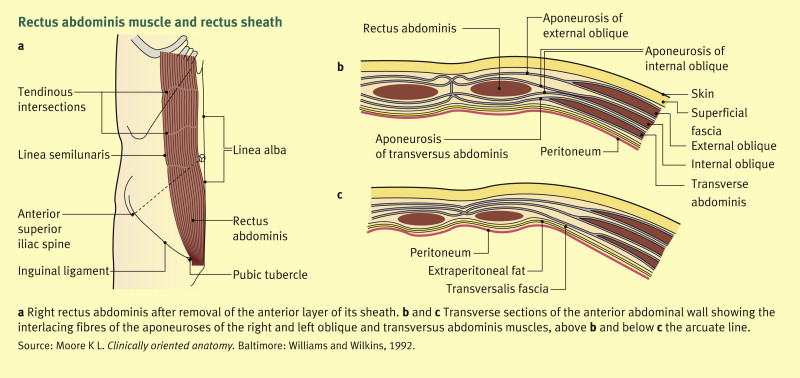 Rectus abdominis muscle and rectus sheath
a
Tendinous
intersections
Linea semilunaris
Anterior
superior
iliac spine
Inguinal ligament
Linea alba
Rectus
abdominis
Pubic tubercle
b
Rectus abdominis
Aponeurosis of
external oblique
Aponeurosis of
internal oblique
Skin
Superficial
fascia
External oblique
Internal oblique
Transverse
abdominis
Aponeurosis
of transversus abdominis
Peritoneum
c
Peritoneum
Extraperitoneal fat
Transversalis fascia
a Right rectus abdominis after removal of the anterior layer of its sheath. b and c Transverse sections of the anterior abdominal wall showing the
interlacing fibres of the aponeuroses of the right and left oblique and transversus abdominis muscles, above b and below c the arcuate line.
Source: Moore K L. Clinically oriented anatomy. Baltimore: Williams and Wilkins, 1992.